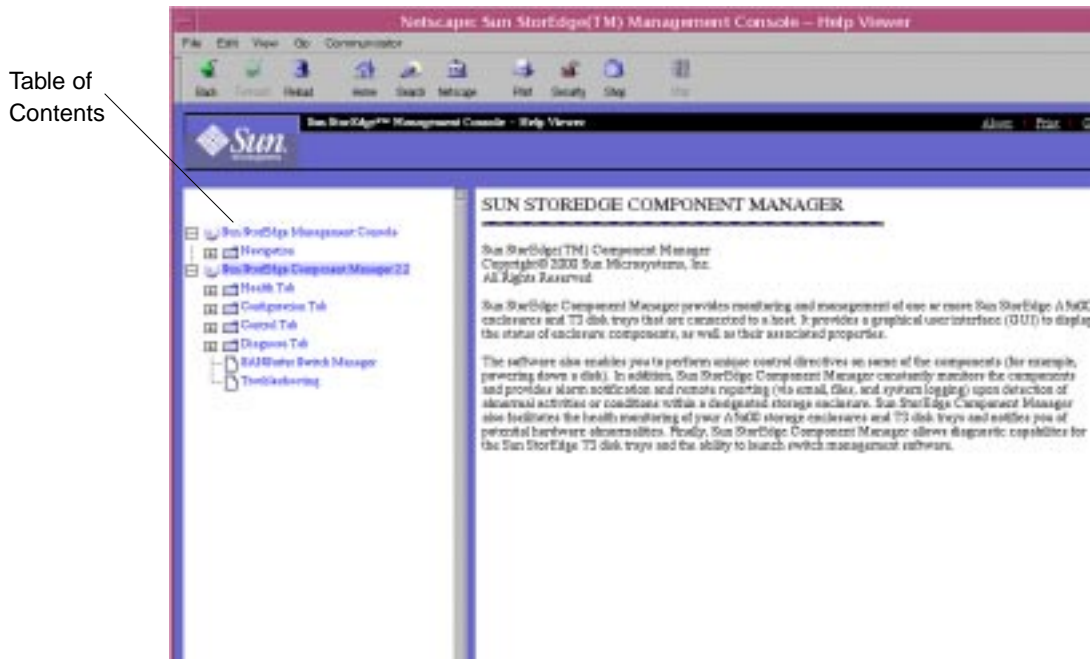 Table of
Contents
Netscape: Sun StorEdge(TM) Management Console – Help Viewer
File Edit View Go Communicator
Back Forward Reload Home Search Netscape Print Security Stop
Sun StorEdge™ Management Console - Help Viewer
About Print
Sun
microsystems
Sun StorEdge Management Console
Navigation
Sun StorEdge Component Manager 2.2
Health Tab
Configuration Tab
Control Tab
Diagnose Tab
SANBlaster Switch Manager
Troubleshooting
SUN STOREDGE COMPONENT MANAGER
Sun StorEdge(TM) Component Manager
Copyright© 2000 Sun Microsystems, Inc.
All Rights Reserved
Sun StorEdge Component Manager provides monitoring and management of one or more Sun StorEdge A5x00
enclosures and T3 disk trays that are connected to a host. It provides a graphical user interface (GUI) to display
the status of enclosure components, as well as their associated properties.
The software also enables you to perform unique control directives on some of the components (for example,
powering down a disk). In addition, Sun StorEdge Component Manager constantly monitors the components
and provides alarm notification and remote reporting (via email, files, and system logging) upon detection of
abnormal activities or conditions within a designated storage enclosure. Sun StorEdge Component Manager
also facilitates the health monitoring of your A5x00 storage enclosures and T3 disk trays and notifies you of
potential hardware abnormalities. Finally, Sun StorEdge Component Manager allows diagnostic capabilities for
the Sun StorEdge T3 disk trays and the ability to launch switch management software.